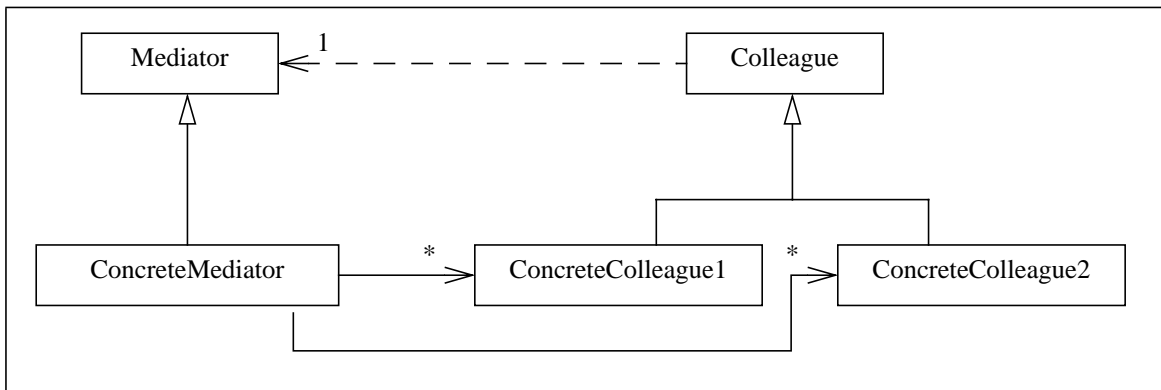 Mediator
1
Colleague
ConcreteMediator
*
ConcreteColleague1
*
ConcreteColleague2